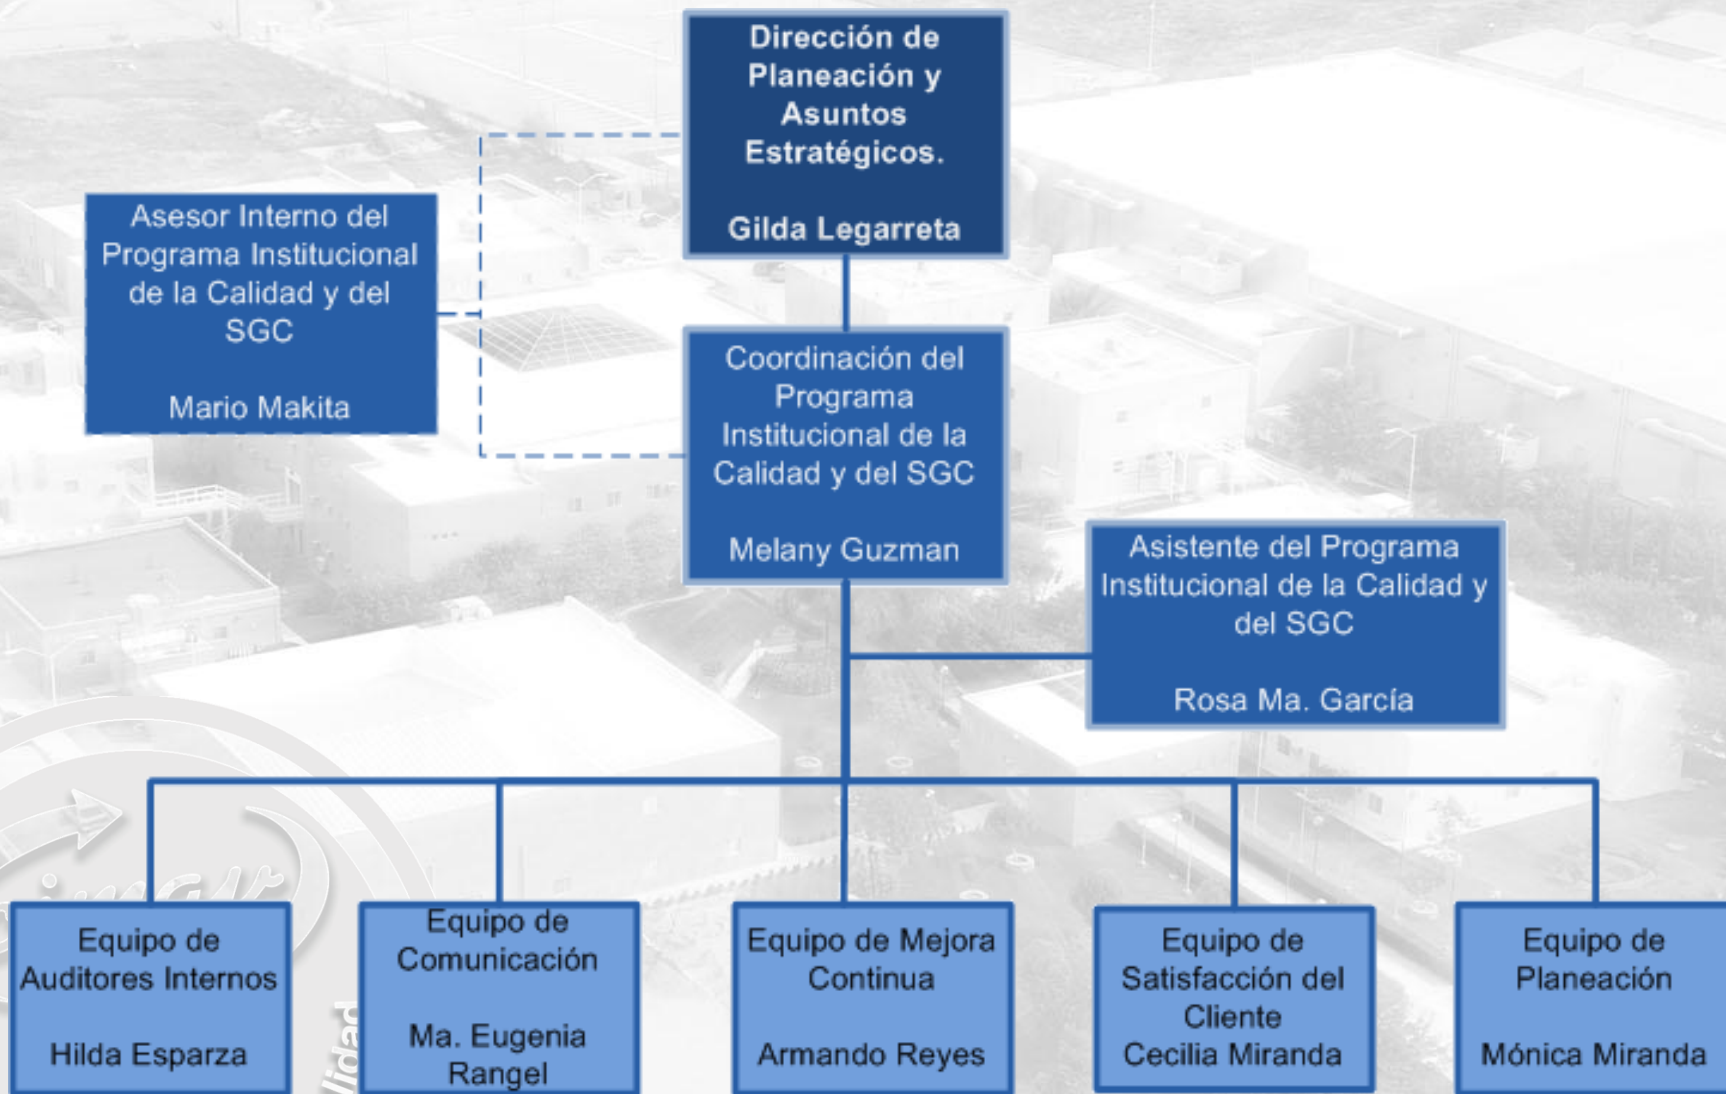 Dirección de
Planeación y
Asuntos
Estratégicos.
Gilda Legarreta
Asesor Interno del
Programa Institucional
de la Calidad y del
SGC
Mario Makita
Coordinación del
Programa
Institucional de la
Calidad y del SGC
Melany Guzman
Asistente del Programa
Institucional de la Calidad y
del SGC
Rosa Ma. García
Equipo de
Auditores Internos
Hilda Esparza
Equipo de
Comunicación
Ma. Eugenia
Rangel
Equipo de Mejora
Continua
Armando Reyes
Equipo de
Satisfacción del
Cliente
Cecilia Miranda
Equipo de
Planeación
Mónica Miranda